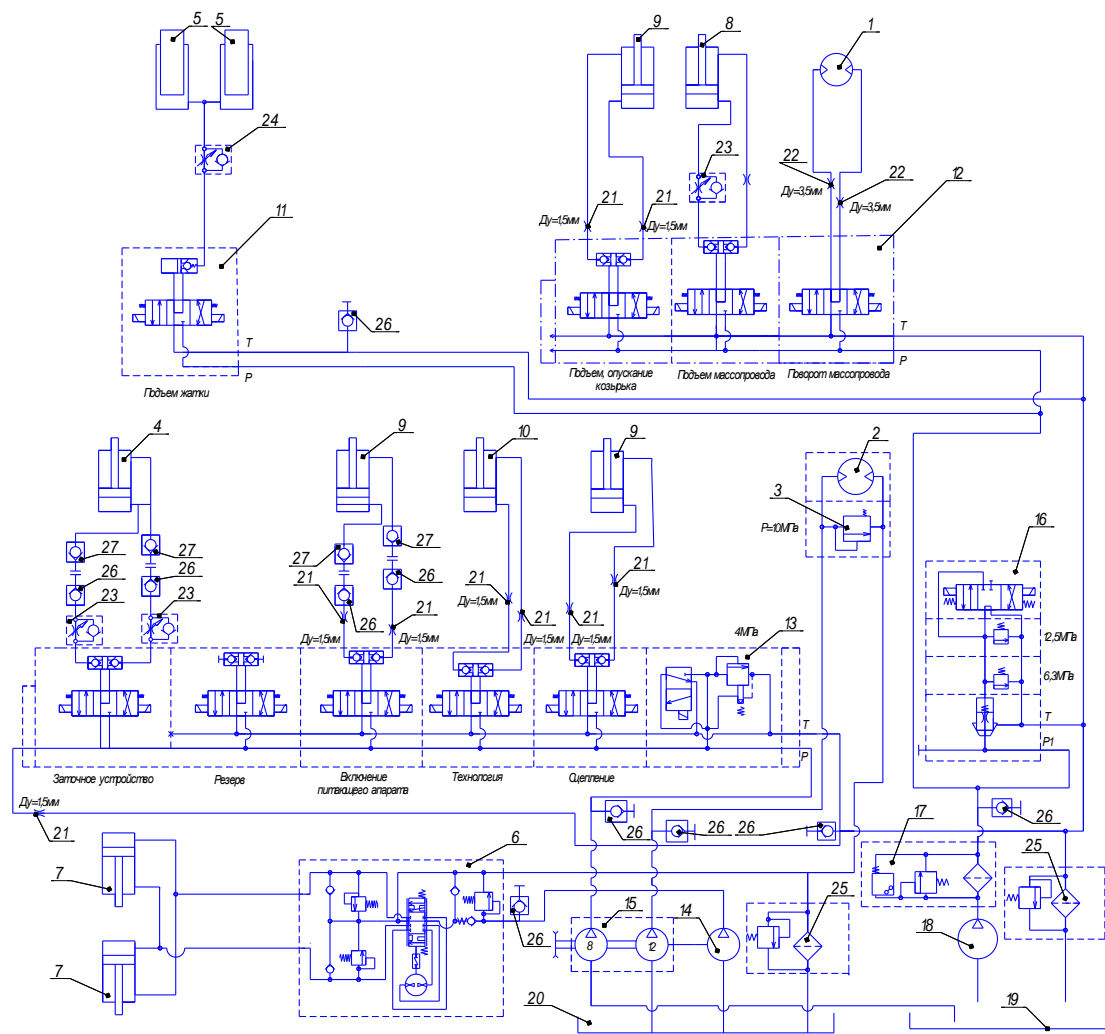 5 5
9
8
1
24
23
22
22
12
Ду=3,5мм
Ду=3,5мм
21
21
Ду=1,5мм
Ду=1,5мм
11
26
T
P
T
P
Подъем жатки
Подъем, опускание
козырька
Подъем массопровода
Поворот массопровода
4
9
10
9
2
3
P=10МПа
16
12,5МПа
6,3МПа
T
P1
27
27
26
26
23
23
27
27
26
26
21
21
Ду=1,5мм
Ду=1,5мм
21
Ду=1,5мм
21
Ду=1,5мм
21
21
Ду=1,5мм
4МПа
13
T
P
Заточное устройство
Резерв
Включение
питающего апарата
Технология
Сцепление
Ду=1,5мм
21
26
26
26
26
17
25
7
6
7
26
15
14
8
12
25
18
20
19